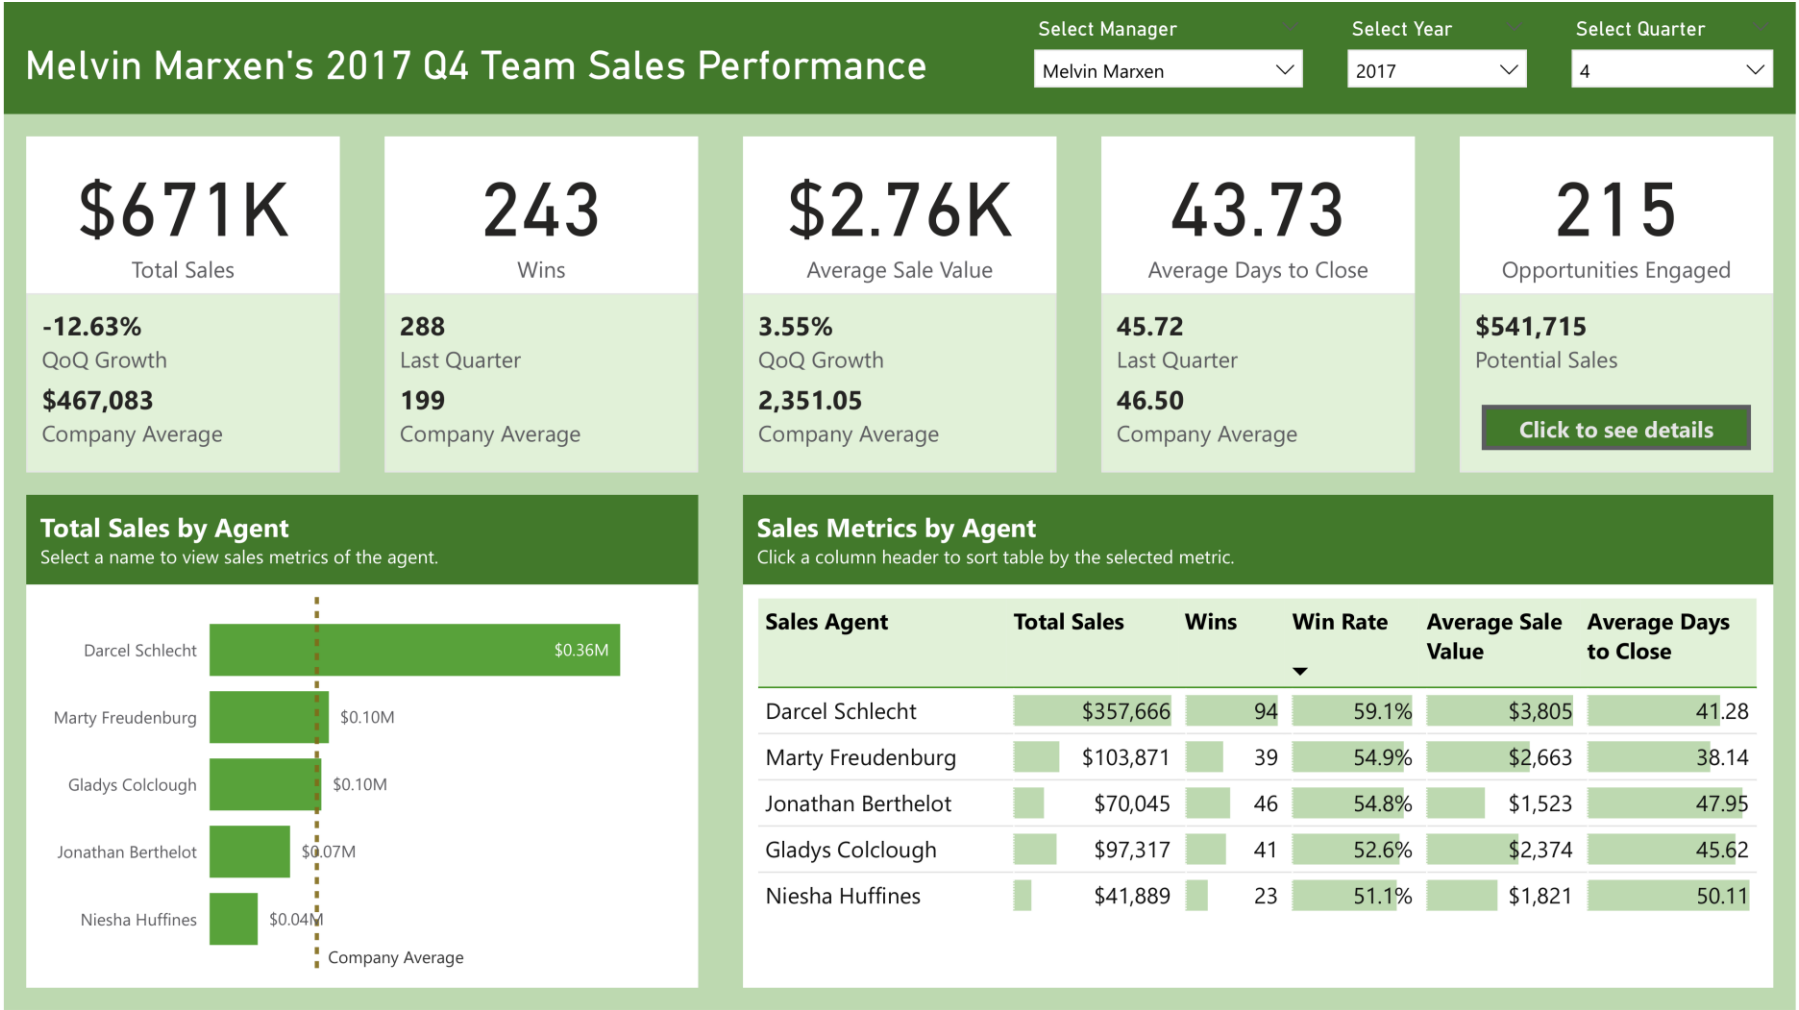 Melvin Marxen's 2017 Q4 Team Sales Performance
Select Manager
Melvin Marxen
Select Year
2017
Select Quarter
4
$671K
Total Sales
-12.63%
QoQ Growth
$467,083
Company Average
243
Wins
288
Last Quarter
199
Company Average
$2.76K
Average Sale Value
3.55%
QoQ Growth
2,351.05
Company Average
43.73
Average Days to Close
45.72
Last Quarter
46.50
Company Average
215
Opportunities Engaged
$541,715
Potential Sales
Click to see details
Total Sales by Agent
Select a name to view sales metrics of the agent.
Darcel Schlecht $0.36M
Marty Freudenburg $0.10M
Gladys Colclough $0.10M
Jonathan Berthelot $0.07M
Niesha Huffines $0.04M
Company Average
Sales Metrics by Agent
Click a column header to sort table by the selected metric.
Sales Agent Total Sales Wins Win Rate Average Sale Average Days
Value to Close
Darcel Schlecht $357,666 94 59.1% $3,805 41.28
Marty Freudenburg $103,871 39 54.9% $2,663 38.14
Jonathan Berthelot $70,045 46 54.8% $1,523 47.95
Gladys Colclough $97,317 41 52.6% $2,374 45.62
Niesha Huffines $41,889 23 51.1% $1,821 50.11